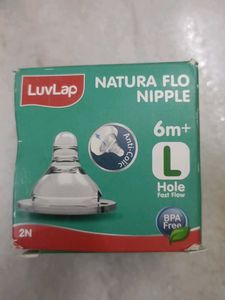 LuvLap
NATURA FLO
NIPPLE
6m+
Anti-Colic
L
Hole
Fast Flow
BPA
Free
2N